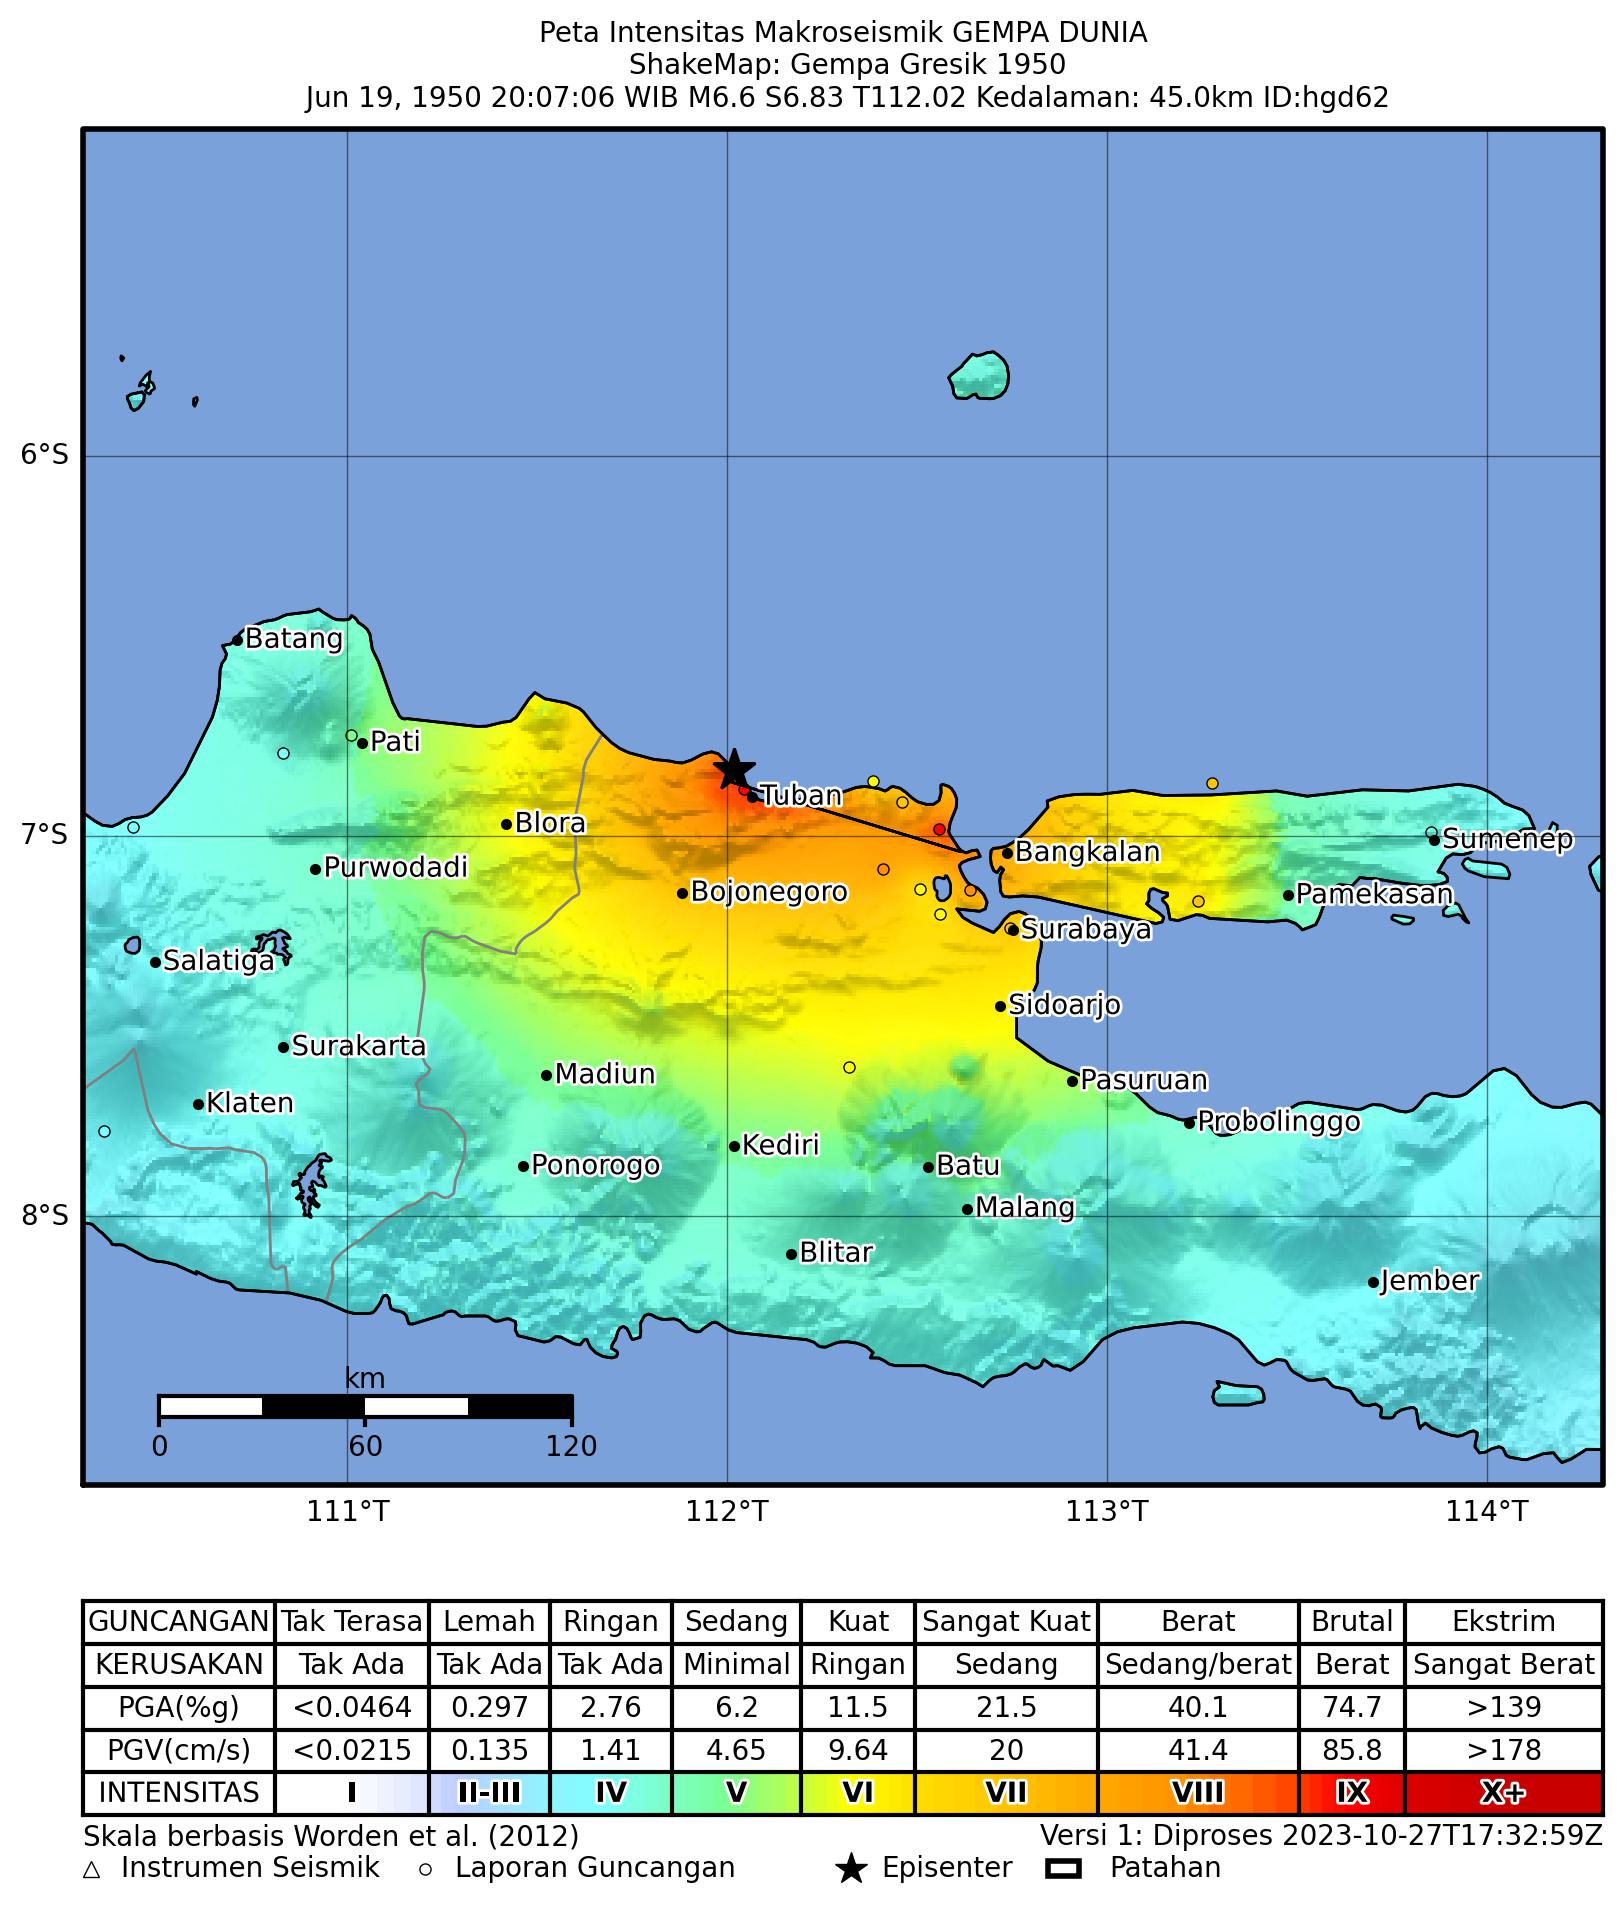 Peta Intensitas Makroseismik GEMPA DUNIA
ShakeMap: Gempa Gresik 1950
Jun 19, 1950 20:07:06 WIB M6.6 S6.83 T112.02 Kedalaman: 45.0km ID:hgd62
6°S
Batang
Pati
Tuban
Blora
7°S
Sumenep
Bangkalan
Purwodadi
Bojonegoro
Pamekasan
Surabaya
Salatiga
Sidoarjo
Surakarta
Madiun
Pasuruan
Klaten
Probolinggo
Kediri
Ponorogo
Batu
Malang
8°S
Blitar
Jember
km
0 60 120
111°T 112°T 113°T 114°T
GUNCANGAN Tak Terasa Lemah Ringan Sedang Kuat Sangat Kuat Berat Brutal Ekstrim
KERUSAKAN Tak Ada Tak Ada Tak Ada Minimal Ringan Sedang Sedang/berat Berat Sangat Berat
PGA(%g) <0.0464 0.297 2.76 6.2 11.5 21.5 40.1 74.7 >139
PGV(cm/s) <0.0215 0.135 1.41 4.65 9.64 20 41.4 85.8 >178
INTENSITAS I II-III IV V VI VII VIII IX X+
Skala berbasis Worden et al. (2012) Versi 1: Diproses 2023-10-27T17:32:59Z
Instrumen Seismik Laporan Guncangan Episenter Patahan